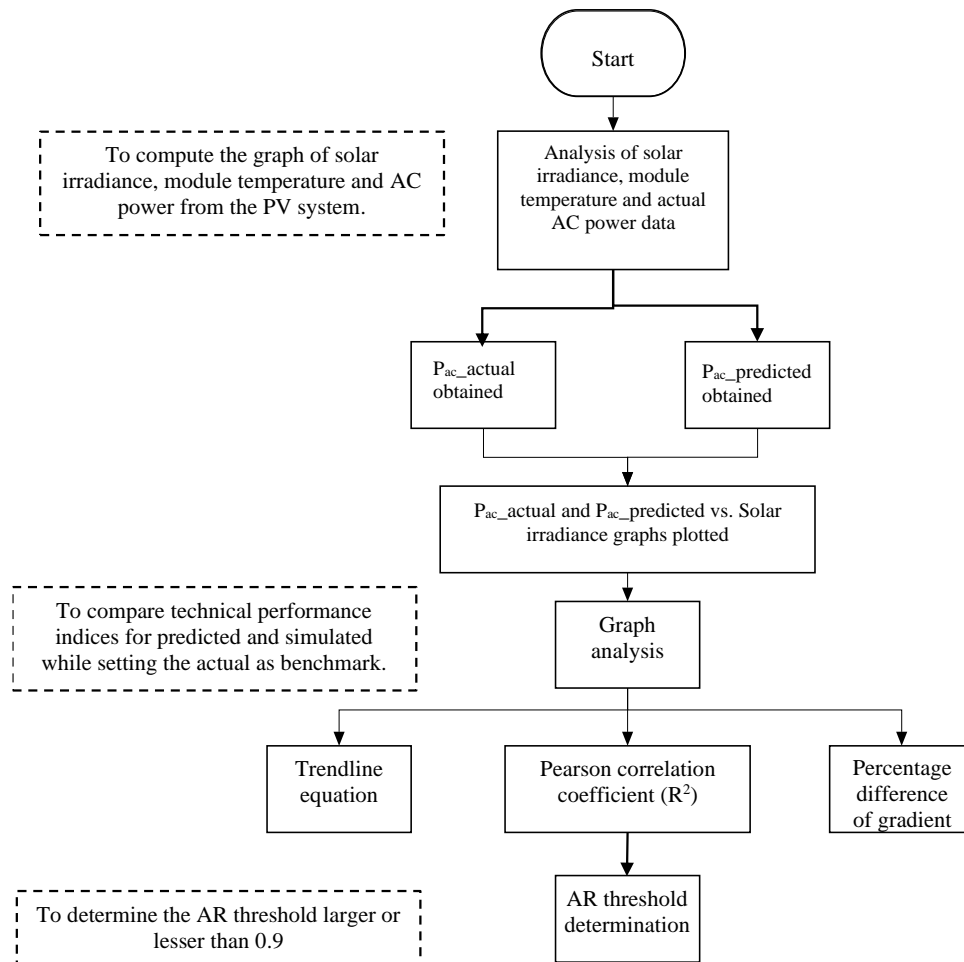 Start
To compute the graph of solar
irradiance, module temperature and AC
power from the PV system.
Analysis of solar
irradiance, module
temperature and actual
AC power data
Pac_actual
obtained
Pac_predicted
obtained
Pac_actual and Pac_predicted vs. Solar
irradiance graphs plotted
To compare technical performance
indices for predicted and simulated
while setting the actual as benchmark.
Graph
analysis
Trendline
equation
Pearson correlation
coefficient (R²)
Percentage
difference
of gradient
To determine the AR threshold larger or
lesser than 0.9
AR threshold
determination